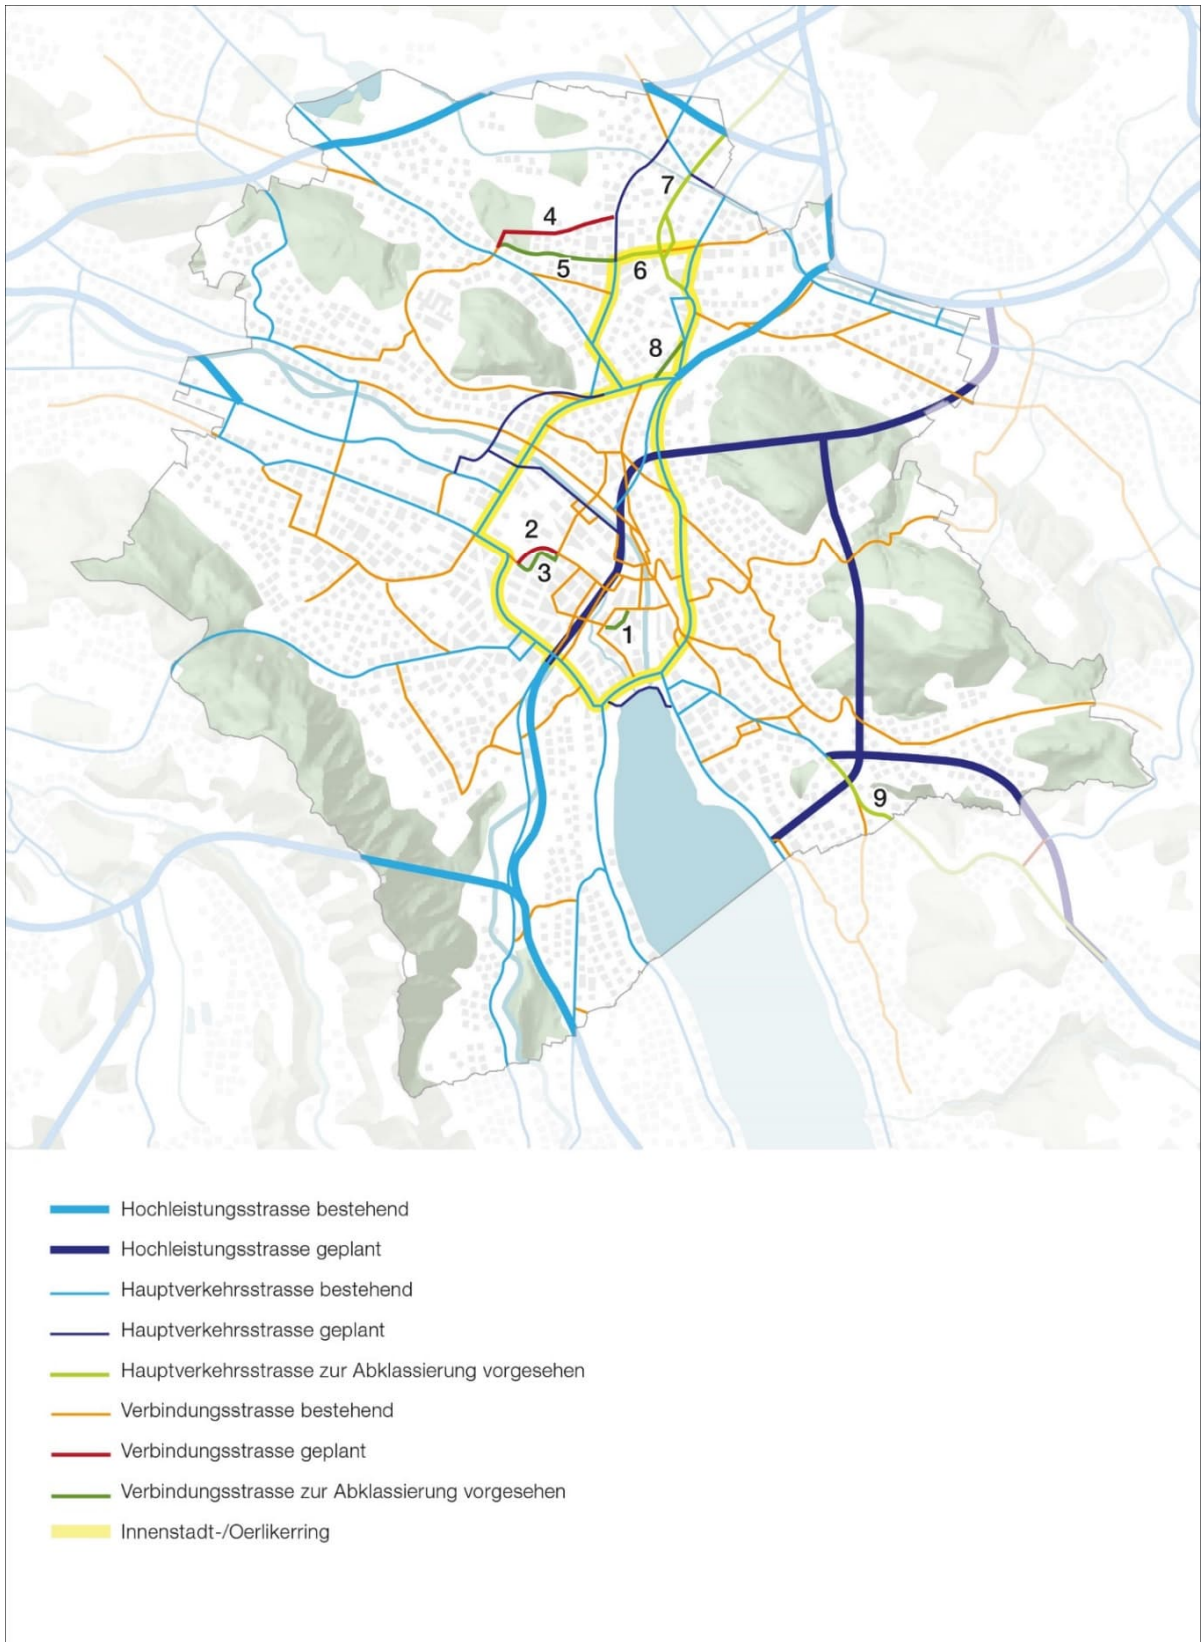 7
4
5
6
8
2
3
1
9
Hochleistungsstrasse bestehend
Hochleistungsstrasse geplant
Hauptverkehrsstrasse bestehend
Hauptverkehrsstrasse geplant
Hauptverkehrsstrasse zur Abklassierung vorgesehen
Verbindungsstrasse bestehend
Verbindungsstrasse geplant
Verbindungsstrasse zur Abklassierung vorgesehen
Innenstadt-/Oerlikerring